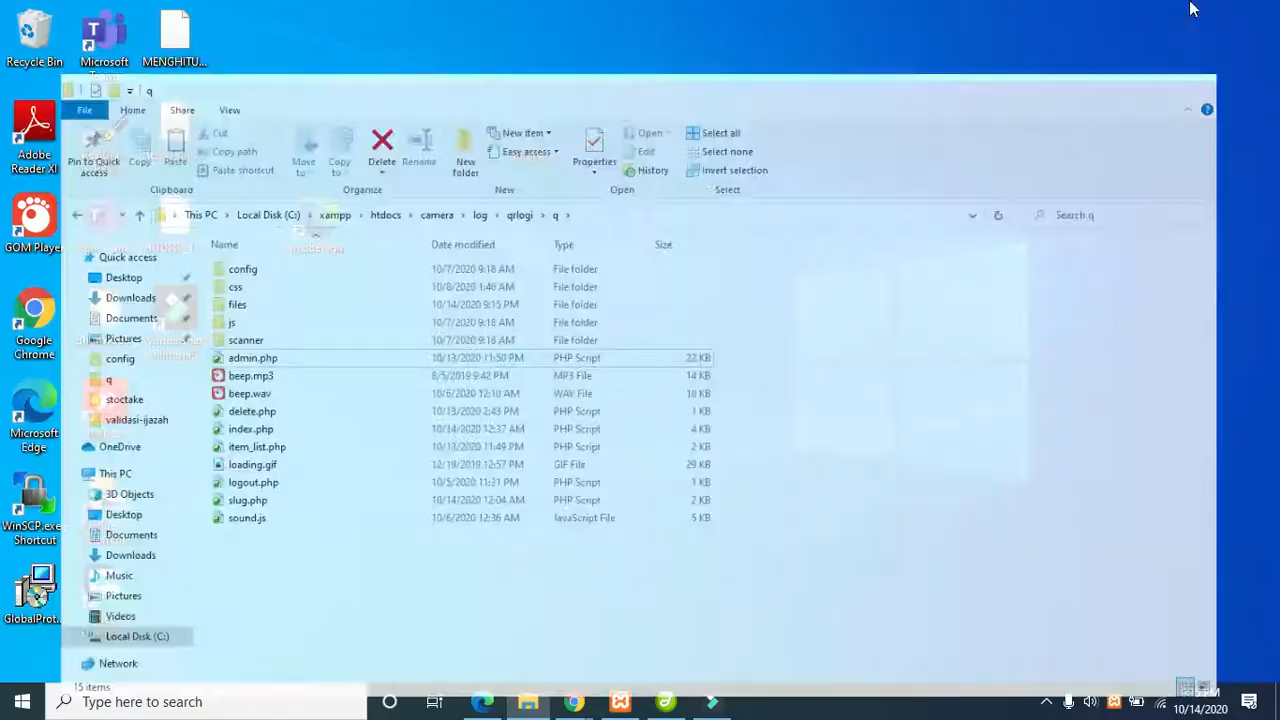 Recycle Bin
Microsoft
Teams
MENGHITU...
Adobe
Reader XI
GOM Player
Google
Chrome
Microsoft
Edge
WinSCP.exe
Shortcut
GlobalProt...
q
File Home Share View
Pin to Quick
access
Copy
Paste
Cut
Copy path
Paste shortcut
Clipboard
Move
to
Copy
to
Delete
Rename
Organize
New
folder
New item
Easy access
New
Properties
Open
Edit
History
Open
Select all
Select none
Invert selection
Select
This PC > Local Disk (C:) > xampp > htdocs > camera > log > qrlogi > q >
Search q
Quick access
Desktop
Downloads
Documents
Pictures
config
q
stoctake
validasi-ijazah
OneDrive
This PC
3D Objects
Desktop
Documents
Downloads
Music
Pictures
Videos
Local Disk (C:)
Network
Name Date modified Type Size
config 10/7/2020 9:18 AM File folder
css 10/8/2020 1:46 AM File folder
files 10/14/2020 9:15 PM File folder
js 10/7/2020 9:18 AM File folder
scanner 10/7/2020 9:18 AM File folder
admin.php 10/13/2020 11:50 PM PHP Script 22 KB
beep.mp3 8/5/2019 9:42 PM MP3 File 14 KB
beep.wav 10/6/2020 12:10 AM WAV File 10 KB
delete.php 10/13/2020 2:43 PM PHP Script 1 KB
index.php 10/14/2020 12:37 AM PHP Script 4 KB
item_list.php 10/13/2020 11:49 PM PHP Script 2 KB
loading.gif 12/19/2019 12:57 PM GIF File 29 KB
logout.php 10/5/2020 11:31 PM PHP Script 1 KB
slug.php 10/14/2020 12:04 AM PHP Script 2 KB
sound.js 10/6/2020 12:36 AM JavaScript File 5 KB
15 items
Type here to search
10/14/2020